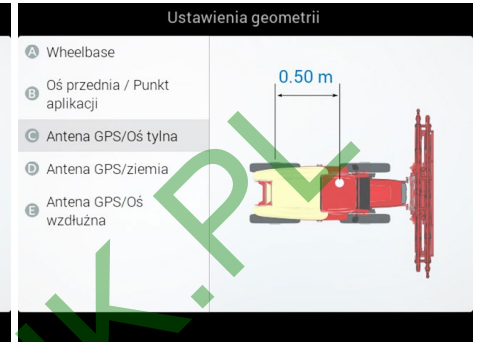 Ustawienia geometrii
A Wheelbase
B Oś przednia / Punkt
aplikacji
C Antena GPS/Oś tylna
D Antena GPS/ziemia
E Antena GPS/Oś
wzdłużna
0.50 m
K.PL